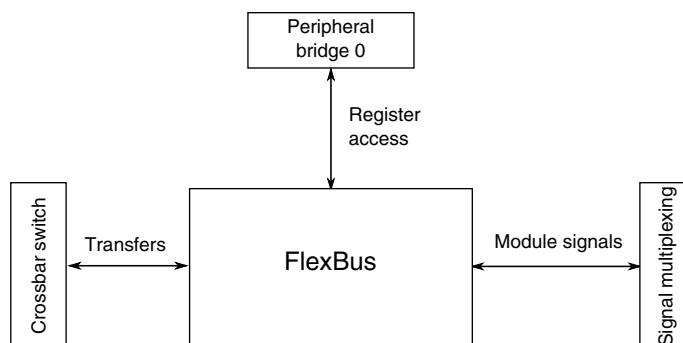 Peripheral
bridge 0
Register
access
Crossbar switch
Transfers
FlexBus
Module signals
Signal multiplexing